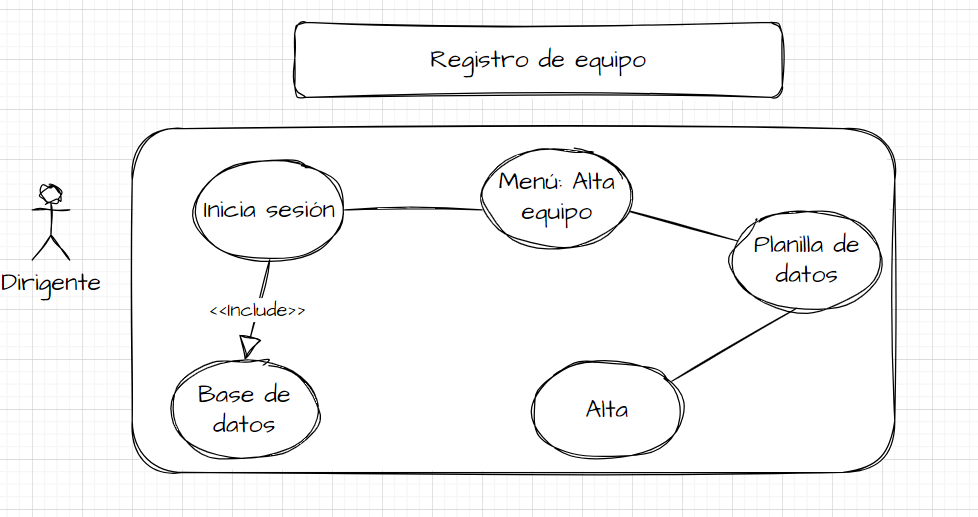 Registro de equipo
Inicia sesión
Menú: Alta
equipo
Planilla de
datos
Dirigente
<<Include>>
Base de
datos
Alta